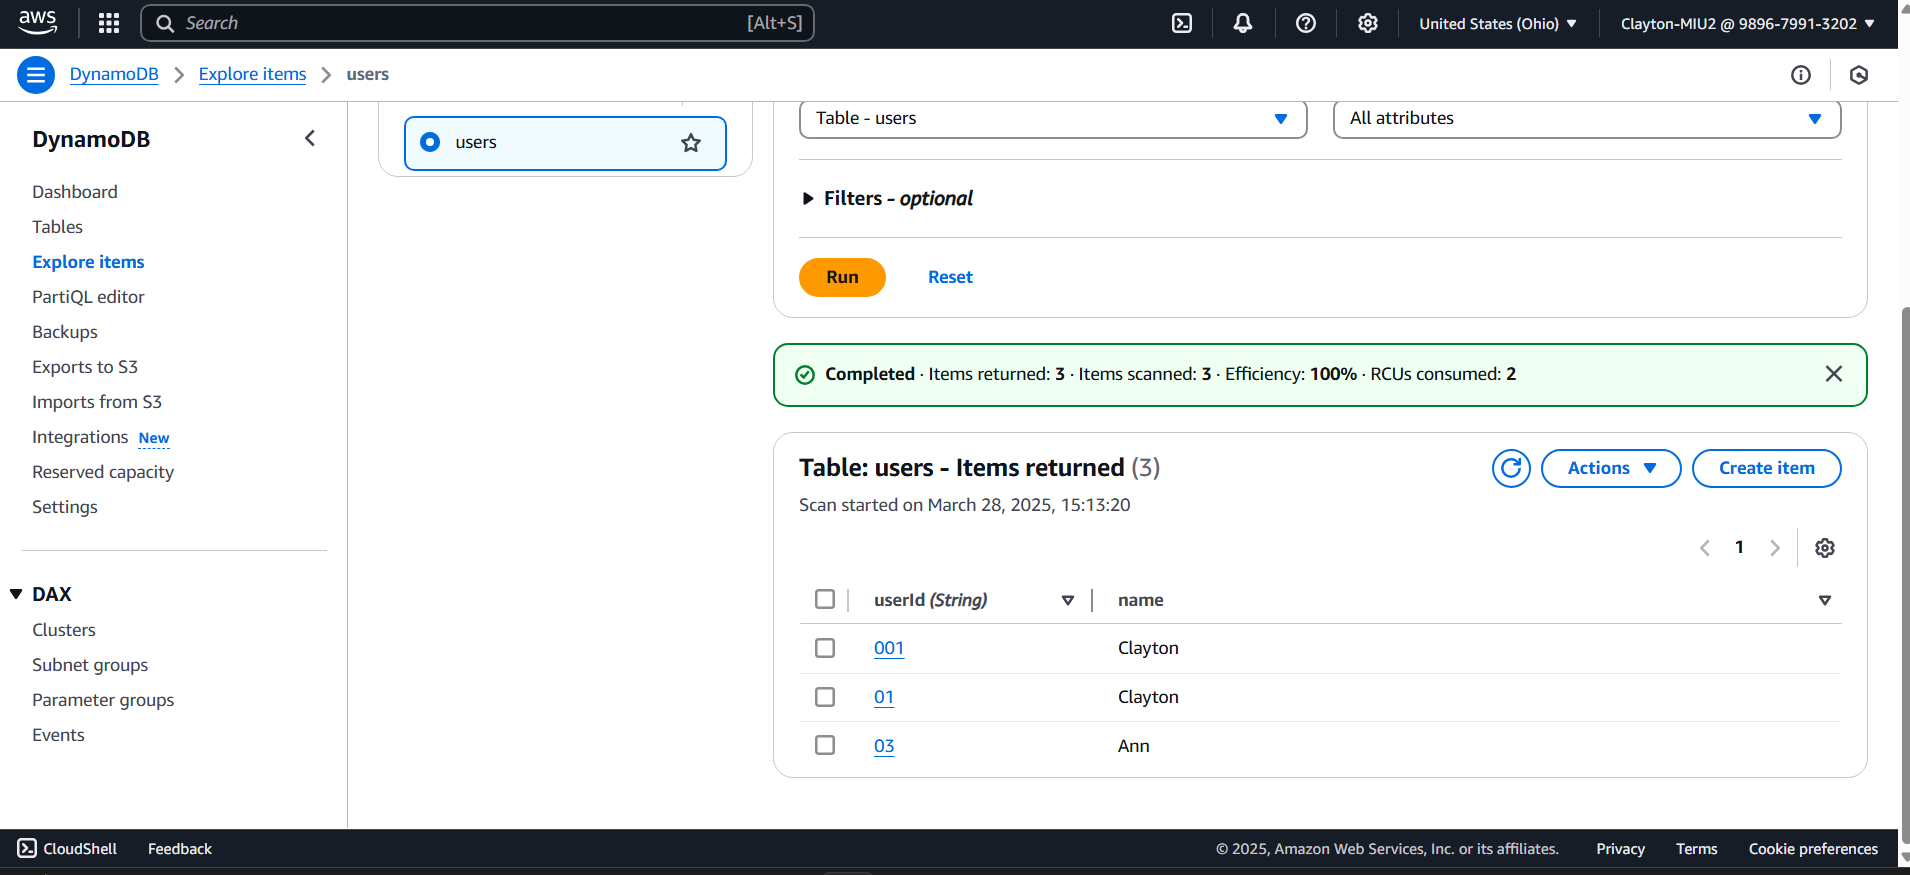 aws
Search [Alt+S]
United States (Ohio)
Clayton-MIU2 @ 9896-7991-3202
DynamoDB
Explore items
users
DynamoDB
Dashboard
Tables
Explore items
PartiQL editor
Backups
Exports to S3
Imports from S3
Integrations New
Reserved capacity
Settings
DAX
Clusters
Subnet groups
Parameter groups
Events
users
Table - users
All attributes
Filters - optional
Run Reset
Completed · Items returned: 3 · Items scanned: 3 · Efficiency: 100% · RCUs consumed: 2
Table: users - Items returned (3)
Actions
Create item
Scan started on March 28, 2025, 15:13:20
1
userId (String) name
001 Clayton
01 Clayton
03 Ann
CloudShell Feedback © 2025, Amazon Web Services, Inc. or its affiliates. Privacy Terms Cookie preferences